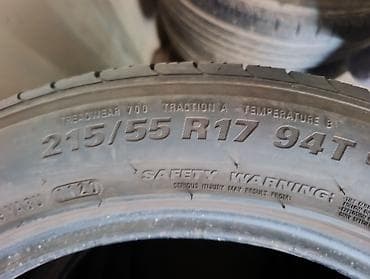 TREADWEAR 700 TRACTION A TEMPERATURE B
215/55 R17 94T
SAFETY WARNING:
SERIOUS INJURY MAY RESULT FROM: